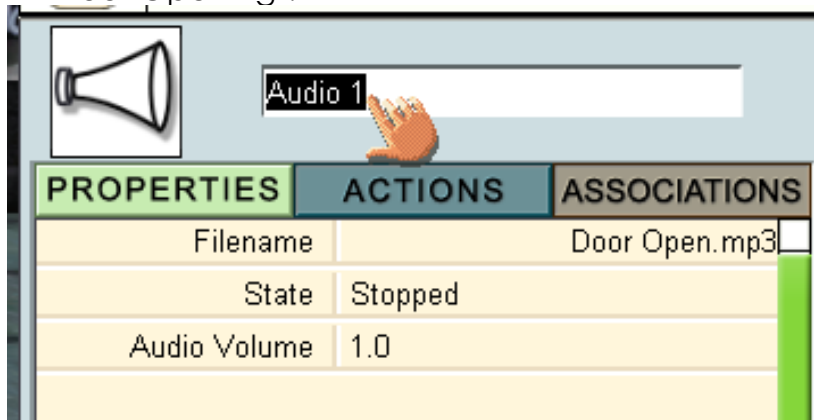 Audio 1
PROPERTIES ACTIONS ASSOCIATIONS
Filename Door Open.mp3
State Stopped
Audio Volume 1.0